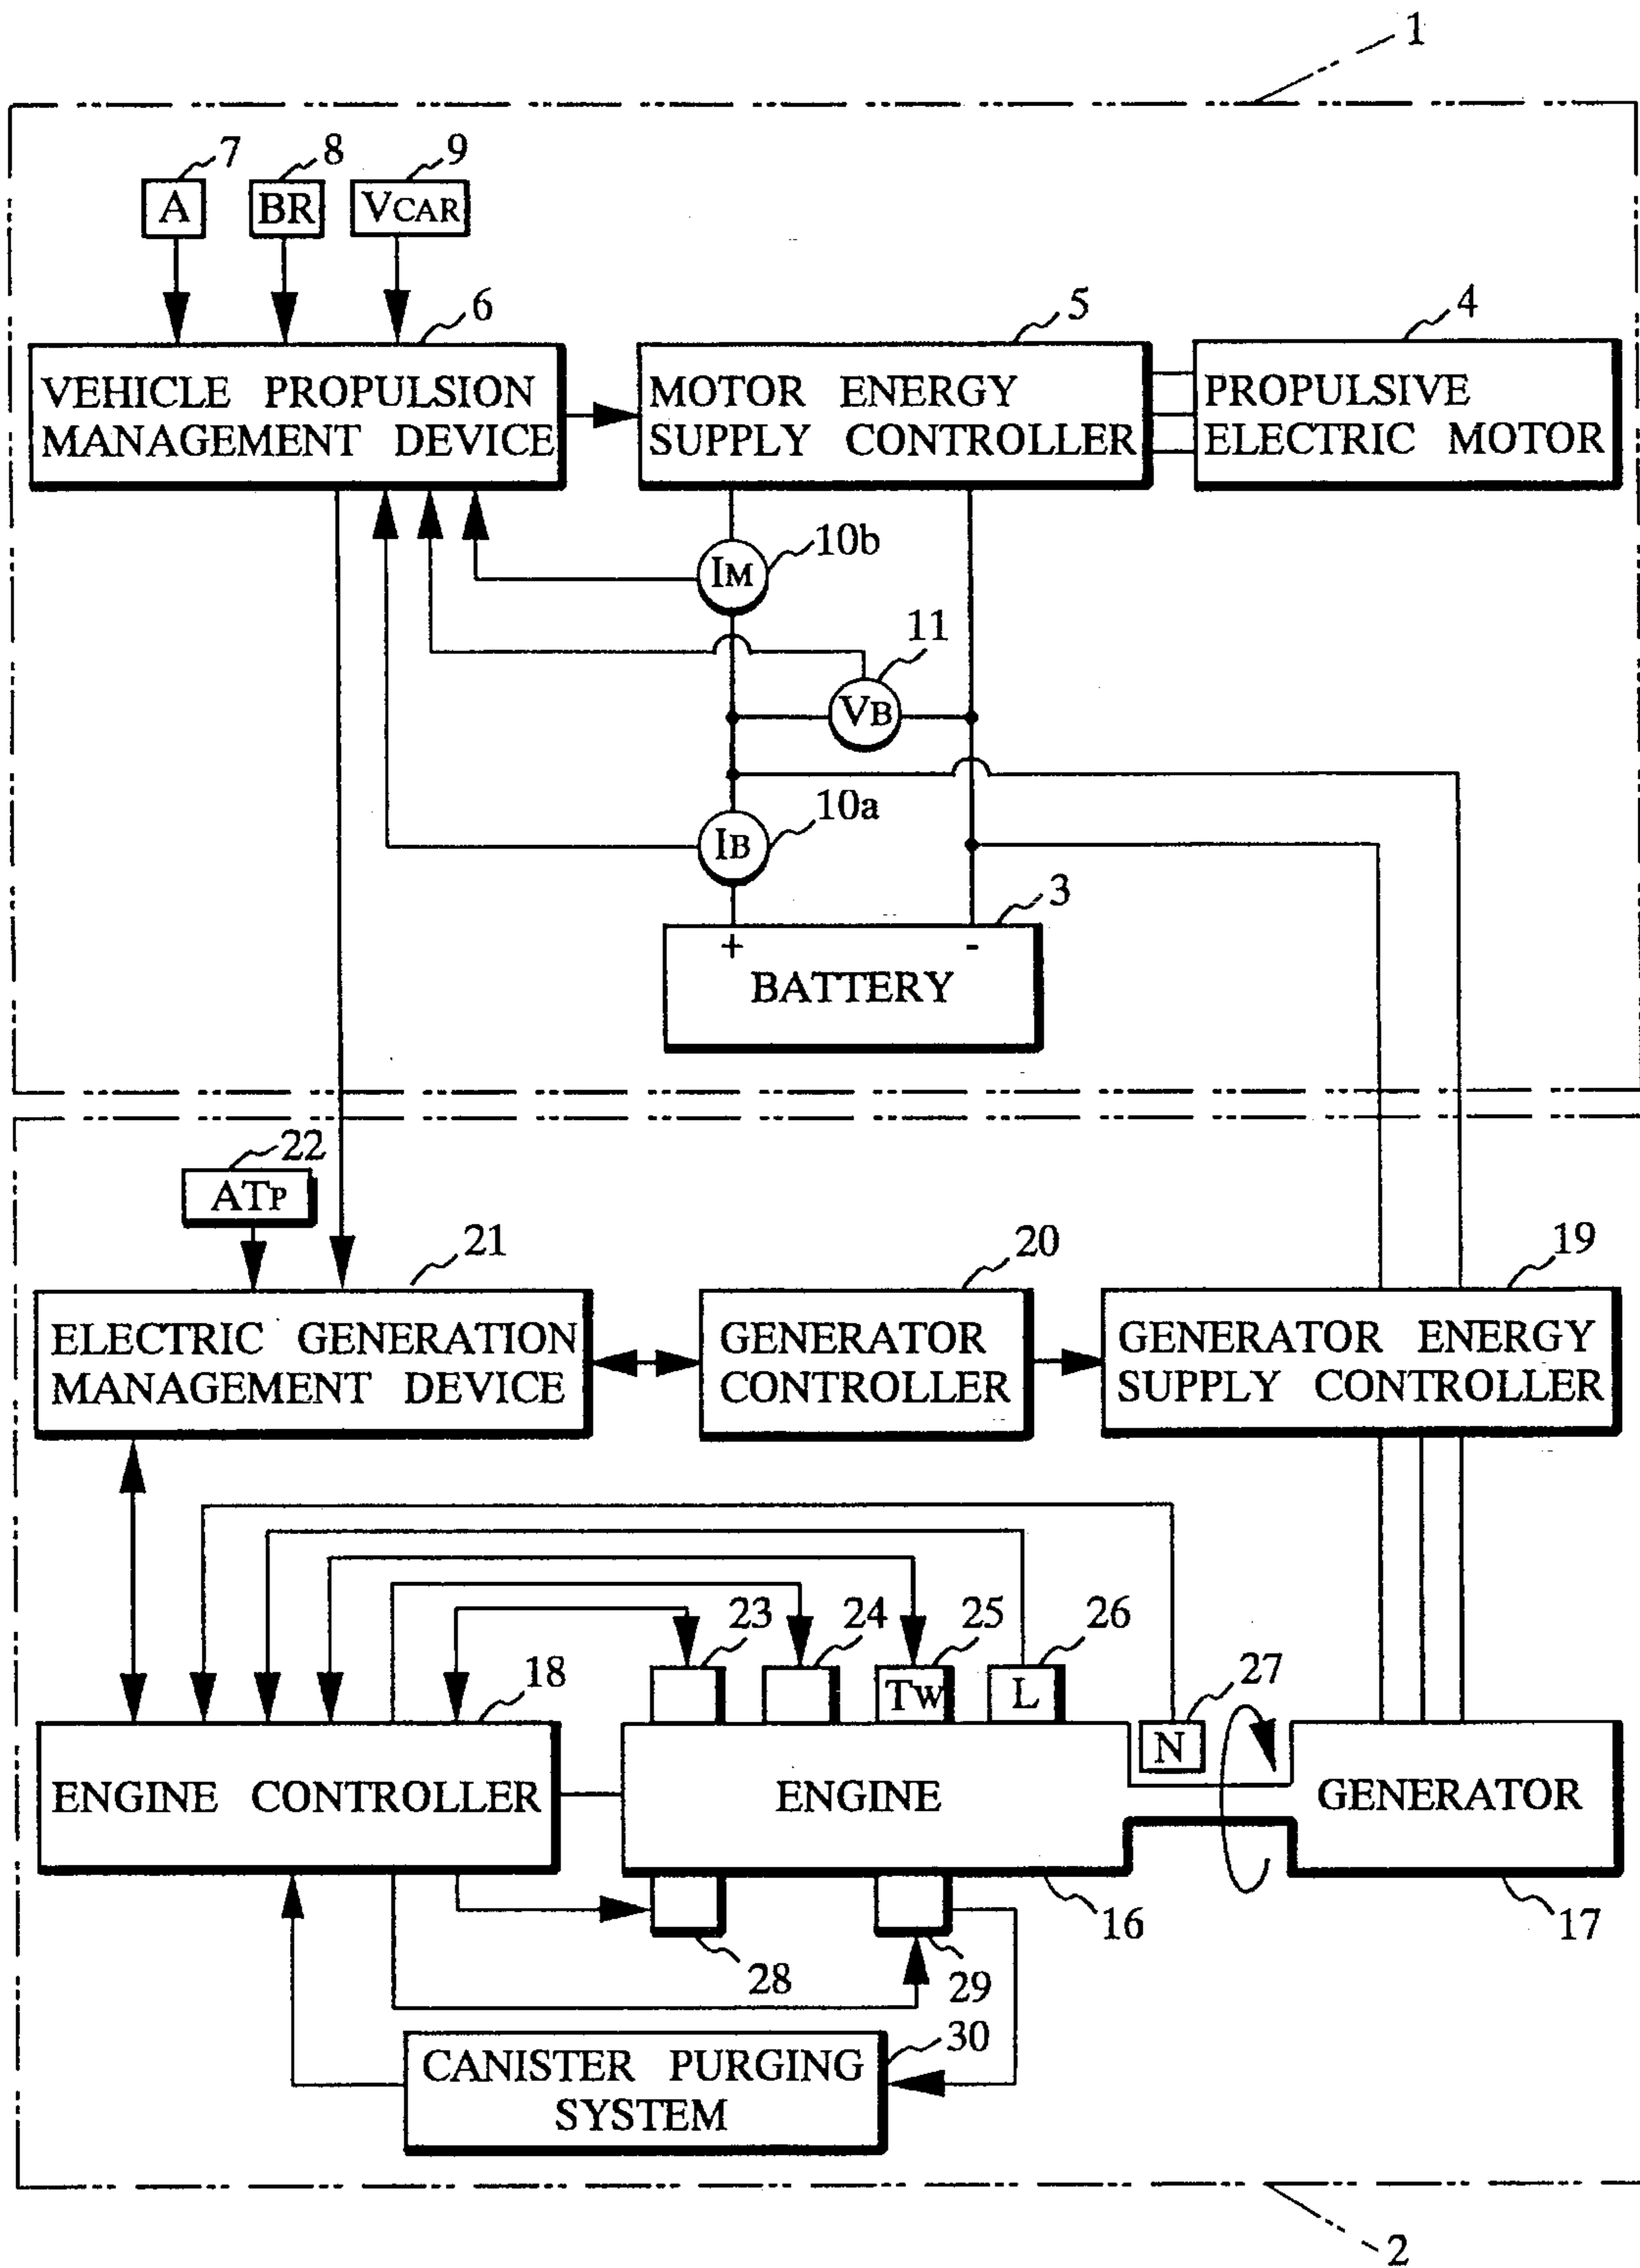 1
7
8
9
A
BR
VCAR
6
5
4
VEHICLE PROPULSION
MANAGEMENT DEVICE
MOTOR ENERGY
SUPPLY CONTROLLER
PROPULSIVE
ELECTRIC MOTOR
10b
IM
11
VB
10a
IB
3
+
-
BATTERY
22
ATP
21
20
19
ELECTRIC GENERATION
MANAGEMENT DEVICE
GENERATOR
CONTROLLER
GENERATOR ENERGY
SUPPLY CONTROLLER
23
24
25
26
27
18
TW
L
N
ENGINE CONTROLLER
ENGINE
GENERATOR
16
17
28
29
30
CANISTER PURGING
SYSTEM
2